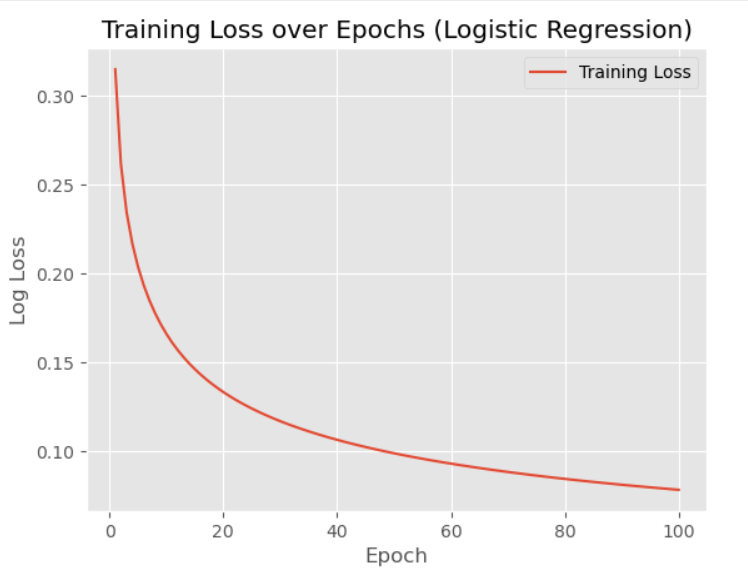 Training Loss over Epochs (Logistic Regression)
Training Loss
0.30
0.25
0.20
0.15
0.10
Log Loss
0 20 40 60 80 100
Epoch